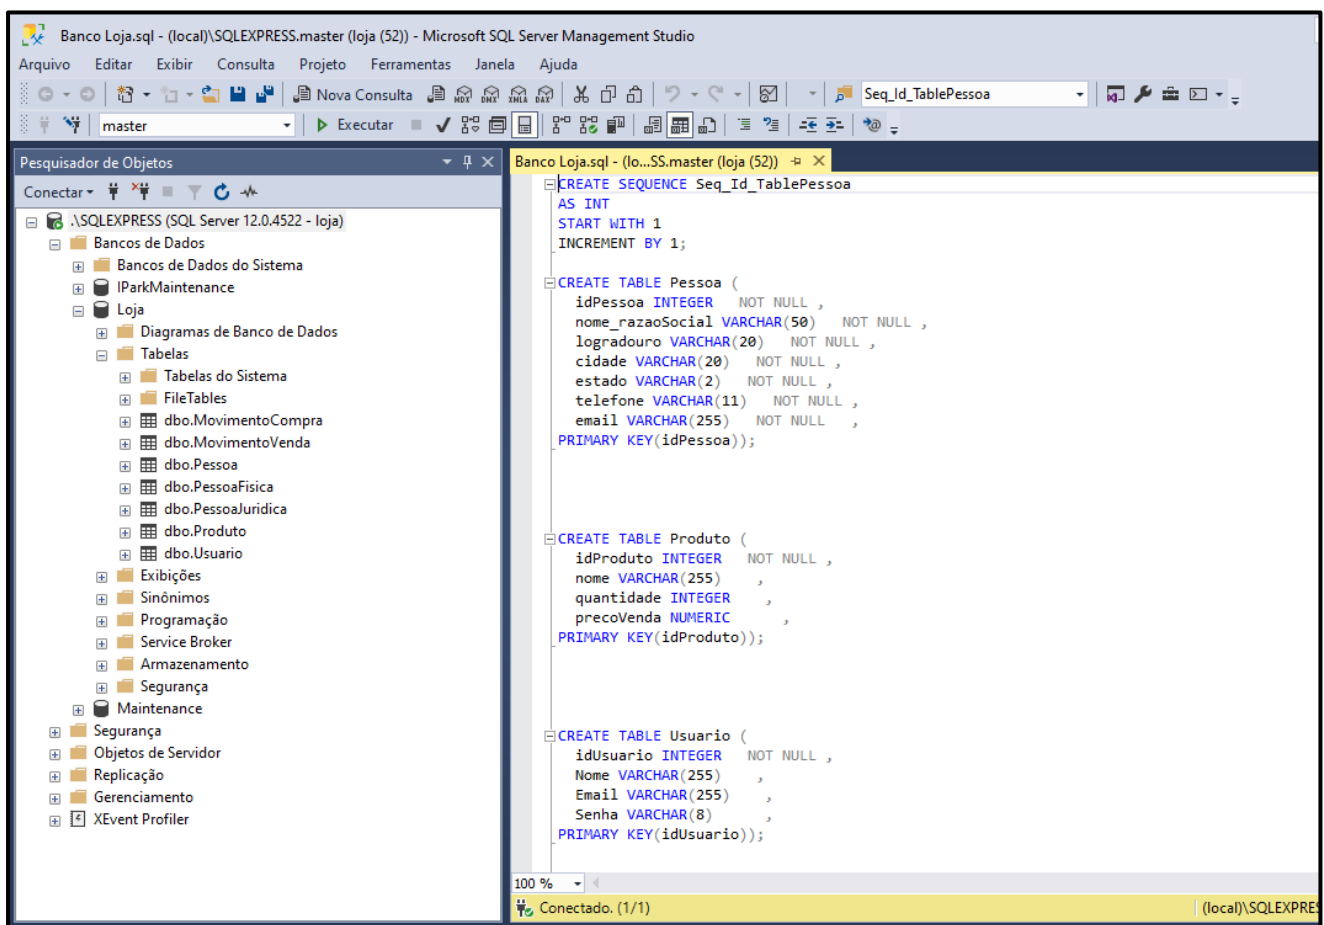 Banco Loja.sql - (local)\SQLEXPRESS.master (loja (52)) - Microsoft SQL Server Management Studio
Arquivo Editar Exibir Consulta Projeto Ferramentas Janela Ajuda
Nova Consulta MDX DMX XMLA DAX Seq_Id_TablePessoa
master Executar
Pesquisador de Objetos
Conectar
.\SQLEXPRESS (SQL Server 12.0.4522 - loja)
Bancos de Dados
Bancos de Dados do Sistema
IParkMaintenance
Loja
Diagramas de Banco de Dados
Tabelas
Tabelas do Sistema
FileTables
dbo.MovimentoCompra
dbo.MovimentoVenda
dbo.Pessoa
dbo.PessoaFisica
dbo.PessoaJuridica
dbo.Produto
dbo.Usuario
Exibições
Sinônimos
Programação
Service Broker
Armazenamento
Segurança
Maintenance
Segurança
Objetos de Servidor
Replicação
Gerenciamento
XEvent Profiler
Banco Loja.sql - (lo...SS.master (loja (52))
CREATE SEQUENCE Seq_Id_TablePessoa
AS INT
START WITH 1
INCREMENT BY 1;
CREATE TABLE Pessoa (
idPessoa INTEGER NOT NULL ,
nome_razaoSocial VARCHAR(50) NOT NULL ,
logradouro VARCHAR(20) NOT NULL ,
cidade VARCHAR(20) NOT NULL ,
estado VARCHAR(2) NOT NULL ,
telefone VARCHAR(11) NOT NULL ,
email VARCHAR(255) NOT NULL ,
PRIMARY KEY(idPessoa));
CREATE TABLE Produto (
idProduto INTEGER NOT NULL ,
nome VARCHAR(255) ,
quantidade INTEGER ,
precoVenda NUMERIC ,
PRIMARY KEY(idProduto));
CREATE TABLE Usuario (
idUsuario INTEGER NOT NULL ,
Nome VARCHAR(255) ,
Email VARCHAR(255) ,
Senha VARCHAR(8) ,
PRIMARY KEY(idUsuario));
100 %
Conectado. (1/1) (local)\SQLEXPRES